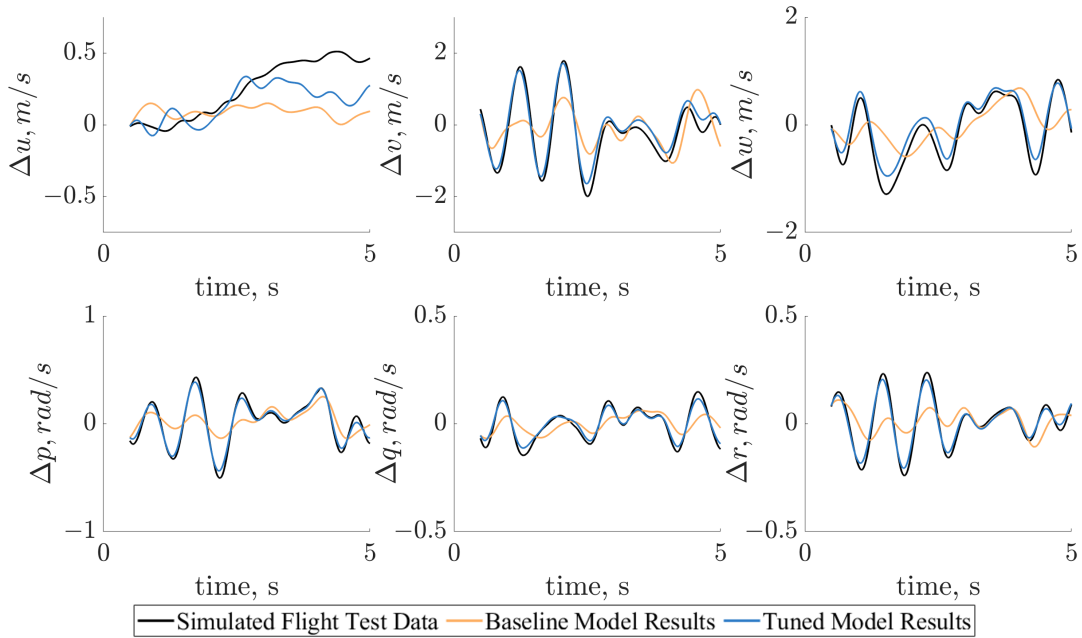 0.5
0
−0.5
Δu, m/s
0
5
time, s
2
0
−2
Δv, m/s
0
5
time, s
2
0
−2
Δw, m/s
0
5
time, s
1
0
−1
Δp, rad/s
0
5
time, s
0.5
0
−0.5
Δq, rad/s
0
5
time, s
0.5
0
−0.5
Δr, rad/s
0
5
time, s
Simulated Flight Test Data Baseline Model Results Tuned Model Results